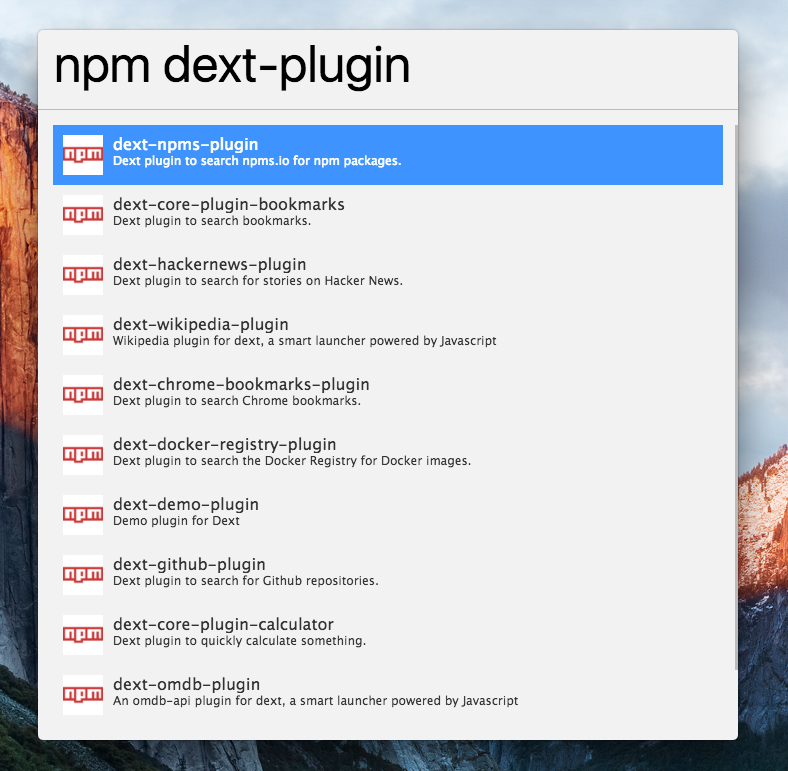 npm dext-plugin
npm dext-npms-plugin
Dext plugin to search npms.io for npm packages.
npm dext-core-plugin-bookmarks
Dext plugin to search bookmarks.
npm dext-hackernews-plugin
Dext plugin to search for stories on Hacker News.
npm dext-wikipedia-plugin
Wikipedia plugin for dext, a smart launcher powered by Javascript
npm dext-chrome-bookmarks-plugin
Dext plugin to search Chrome bookmarks.
npm dext-docker-registry-plugin
Dext plugin to search the Docker Registry for Docker images.
npm dext-demo-plugin
Demo plugin for Dext
npm dext-github-plugin
Dext plugin to search for Github repositories.
npm dext-core-plugin-calculator
Dext plugin to quickly calculate something.
npm dext-omdb-plugin
An omdb-api plugin for dext, a smart launcher powered by Javascript